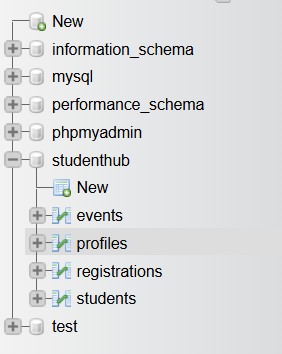 New
information_schema
mysql
performance_schema
phpmyadmin
studenthub
New
events
profiles
registrations
students
test